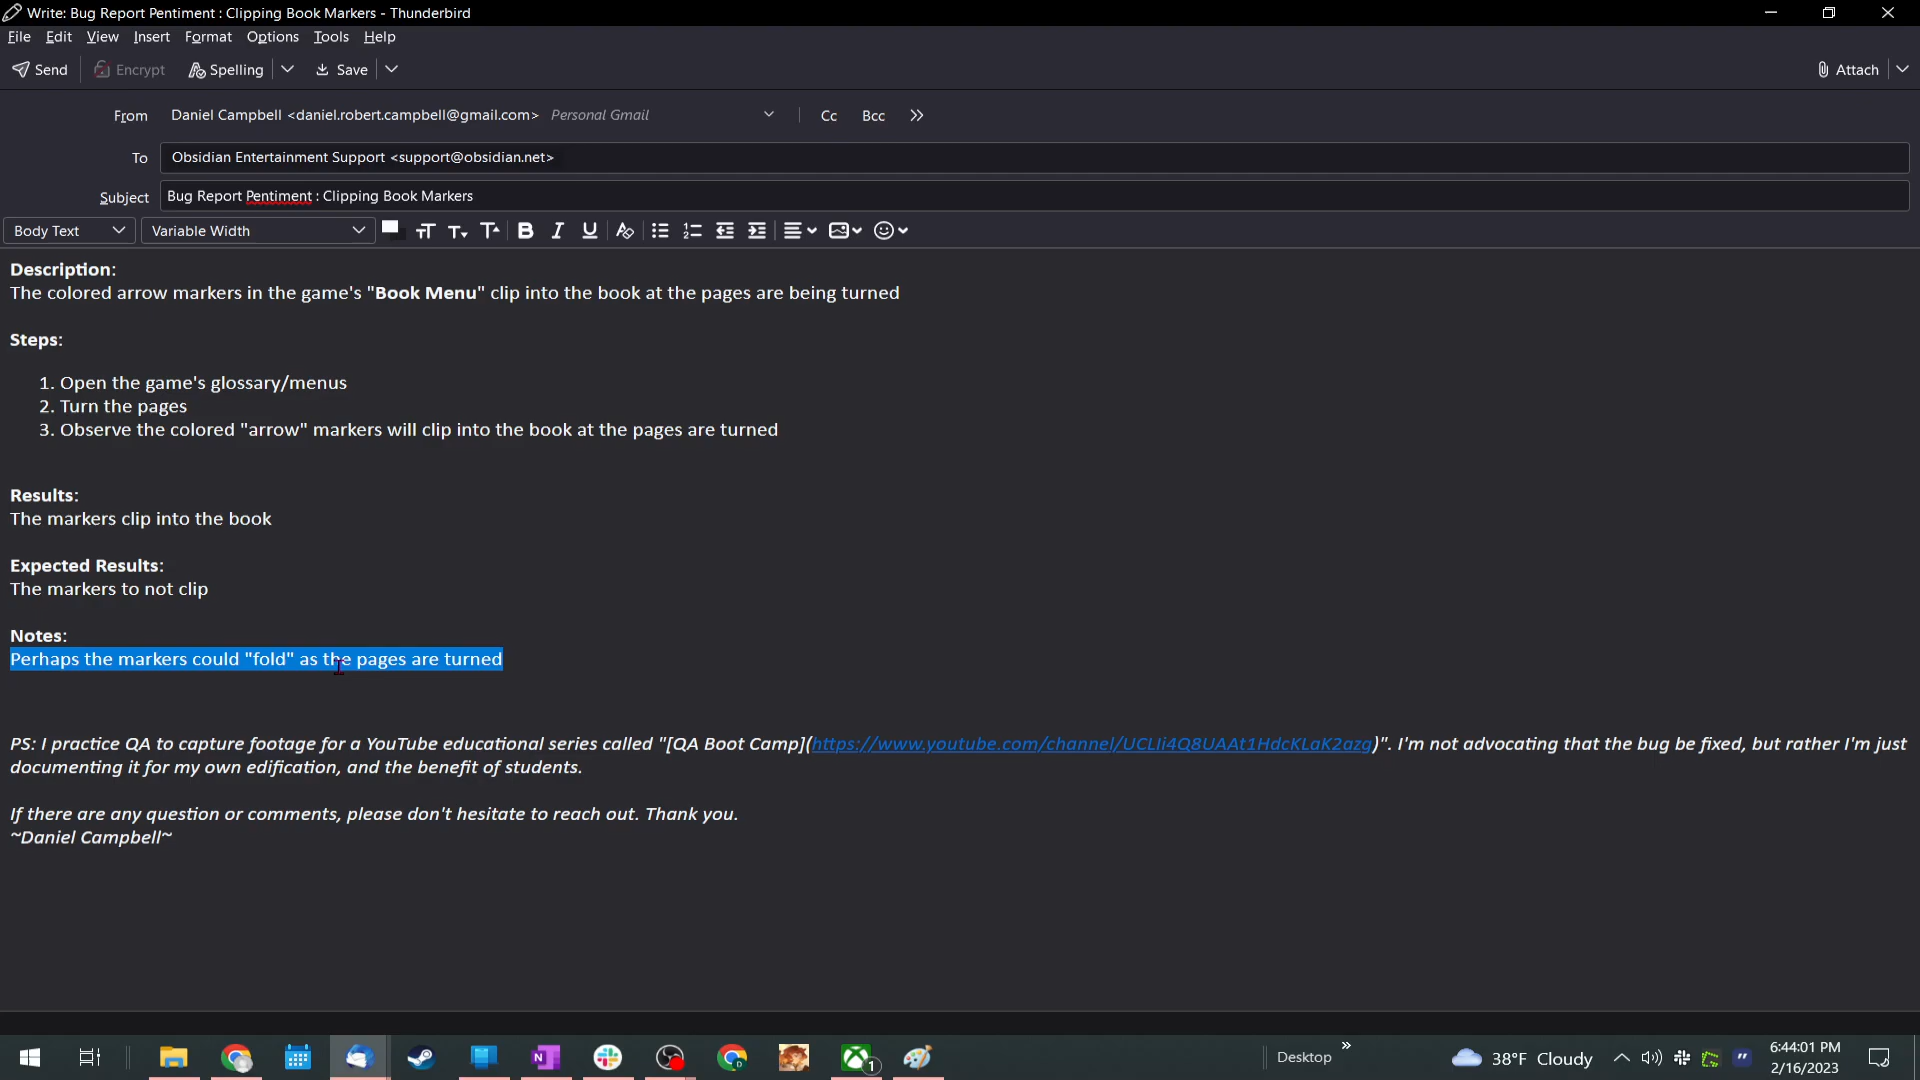 Write: Bug Report Pentiment : Clipping Book Markers - Thunderbird
File Edit View Insert Format Options Tools Help
Send Encrypt Spelling Save Attach
From Daniel Campbell <daniel.robert.campbell@gmail.com> Personal Gmail Cc Bcc
To Obsidian Entertainment Support <support@obsidian.net>
Subject Bug Report Pentiment : Clipping Book Markers
Body Text Variable Width
Description:
The colored arrow markers in the game's "Book Menu" clip into the book at the pages are being turned
Steps:
1. Open the game's glossary/menus
2. Turn the pages
3. Observe the colored "arrow" markers will clip into the book at the pages are turned
Results:
The markers clip into the book
Expected Results:
The markers to not clip
Notes:
Perhaps the markers could "fold" as the pages are turned
PS: I practice QA to capture footage for a YouTube educational series called "[QA Boot Camp](https://www.youtube.com/channel/UCLIi4Q8UAAt1HdcKLaK2azg)". I'm not advocating that the bug be fixed, but rather I'm just
documenting it for my own edification, and the benefit of students.
If there are any question or comments, please don't hesitate to reach out. Thank you.
~Daniel Campbell~
Desktop 38°F Cloudy 6:44:01 PM
2/16/2023